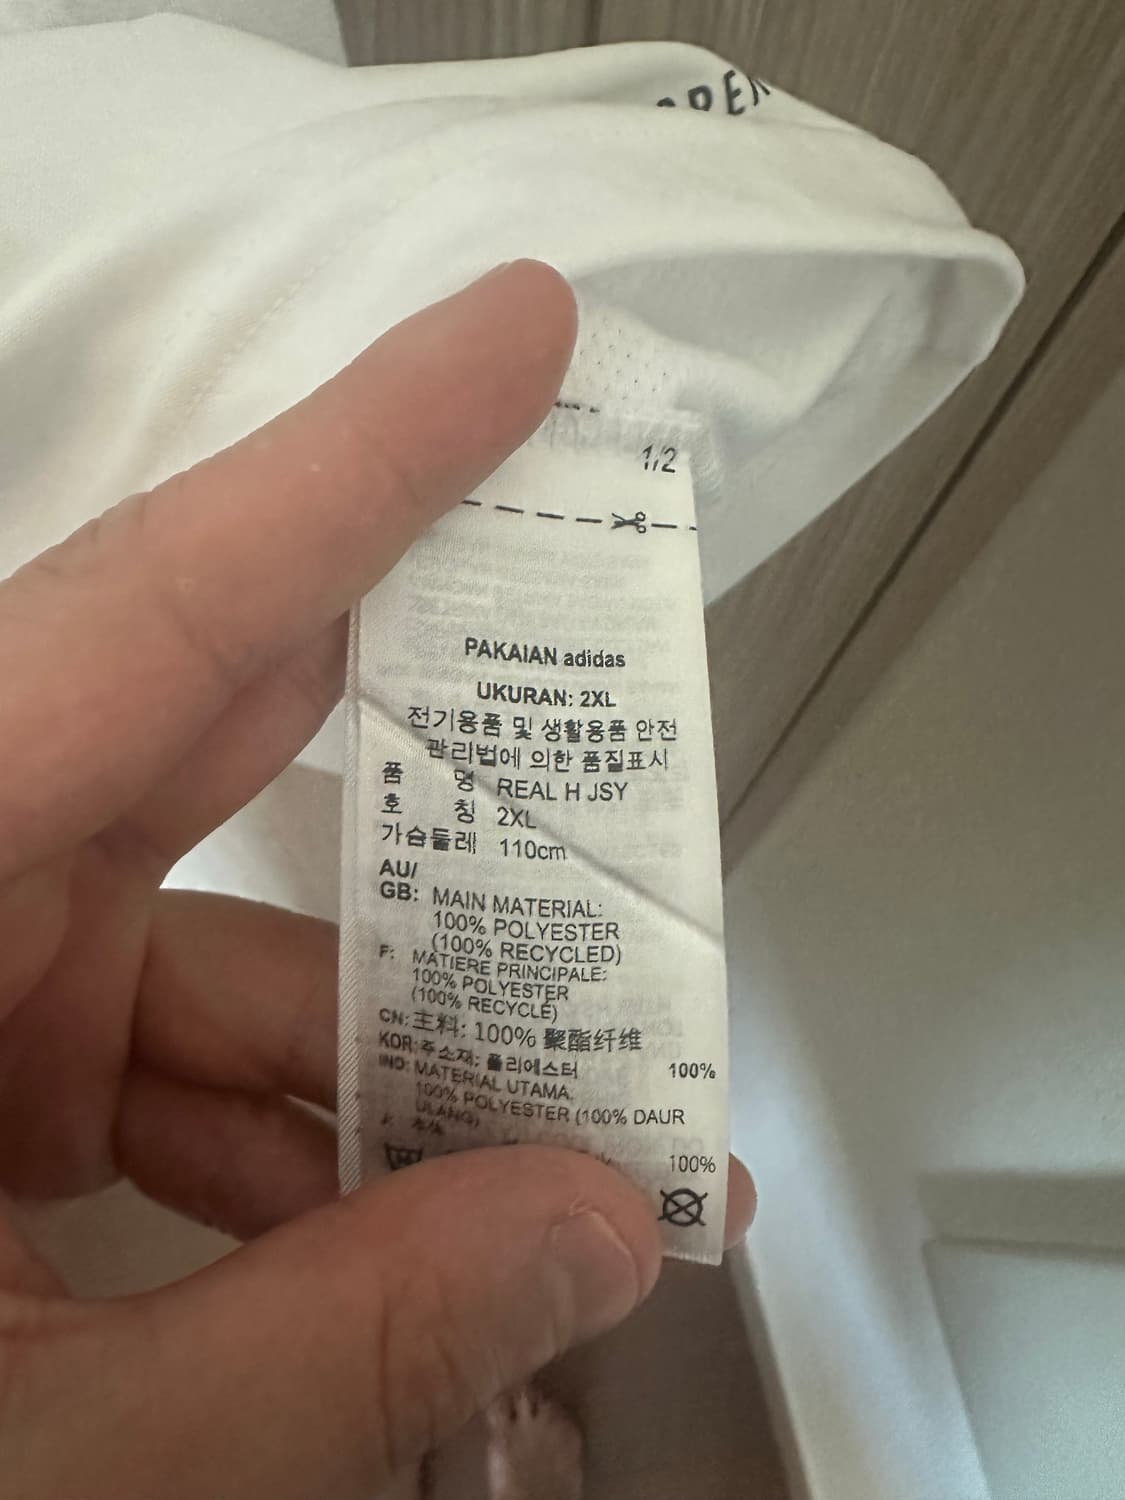 1/2
PAKAIAN adidas
UKURAN: 2XL
전기용품 및 생활용품 안전
관리법에 의한 품질표시
품 명 REAL H JSY
호 칭 2XL
가슴둘레 110cm
AU/
GB: MAIN MATERIAL:
100% POLYESTER
(100% RECYCLED)
F: MATIERE PRINCIPALE:
100% POLYESTER
(100% RECYCLÉ)
CN: 主料: 100% 聚酯纤维
KOR: 주소재: 폴리에스터 100%
IND: MATERIAL UTAMA:
100% POLYESTER (100% DAUR
ULANG)
本体
100%